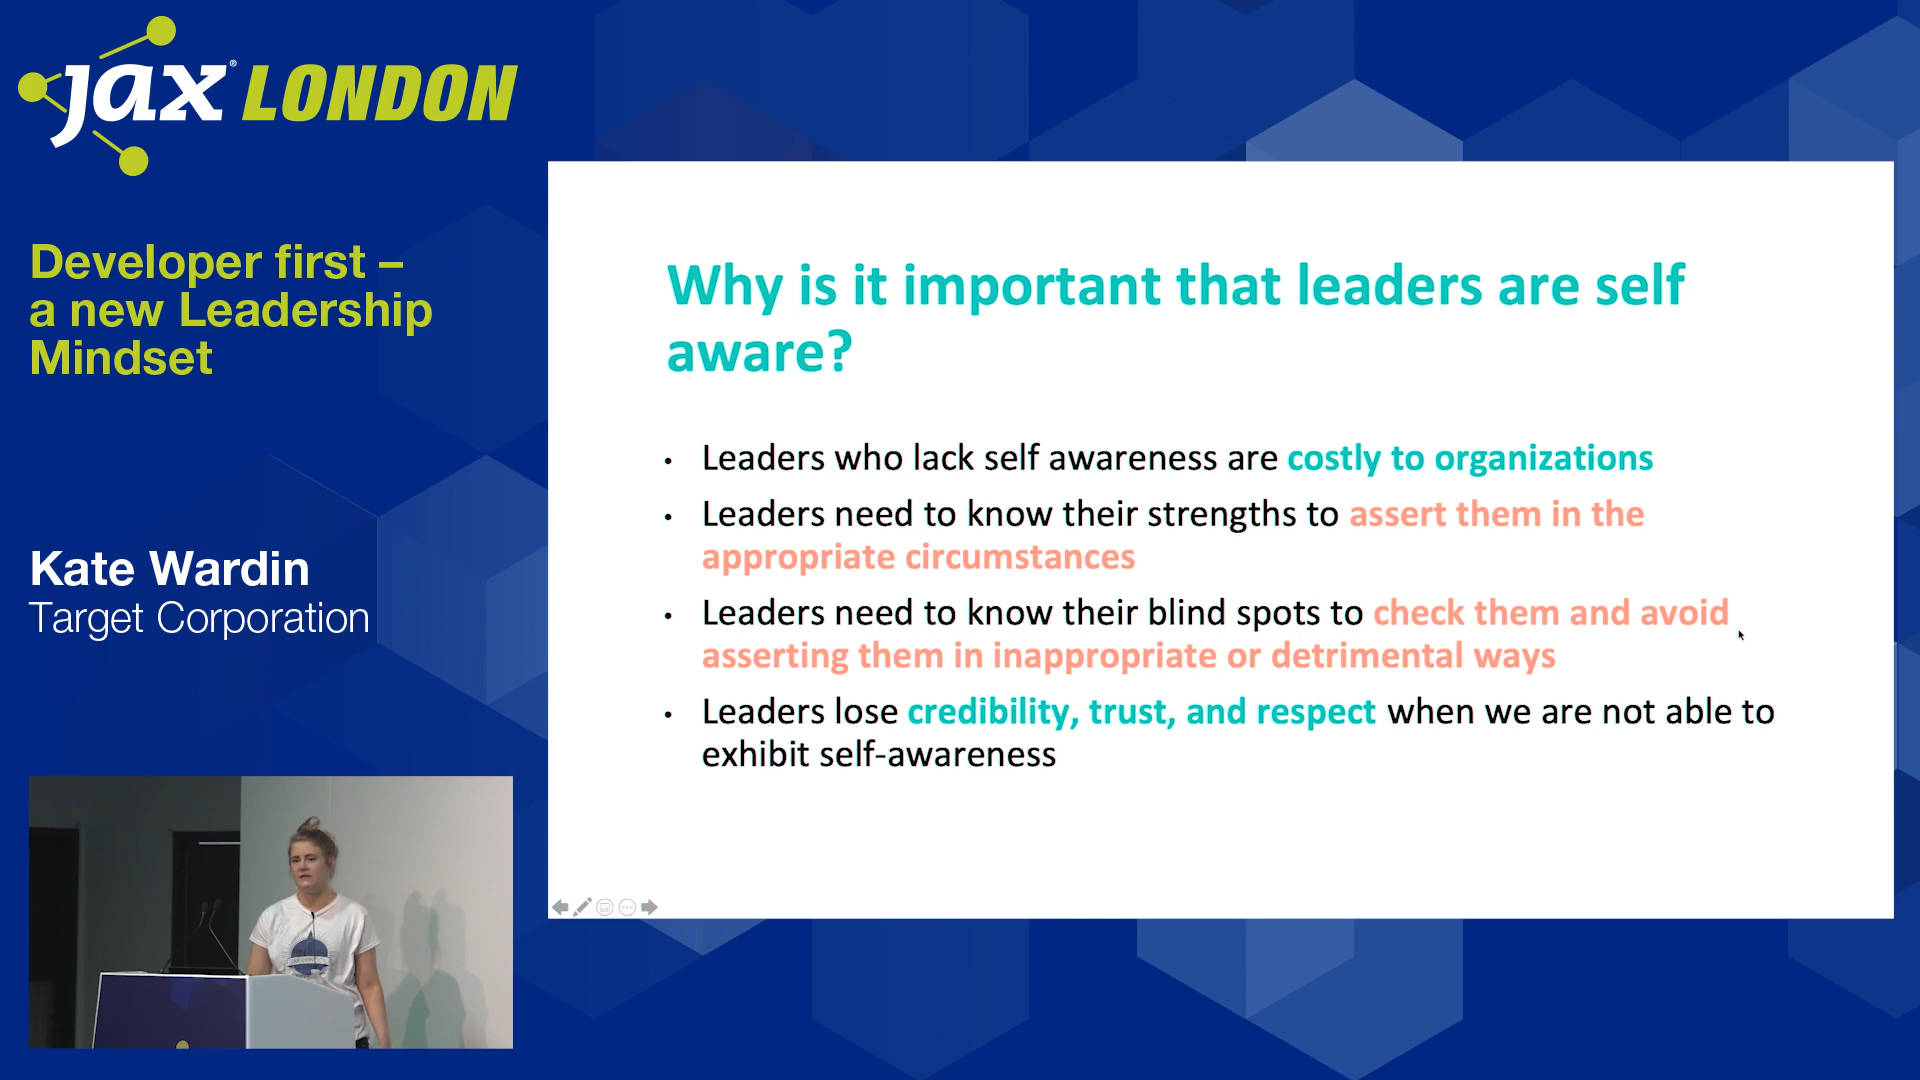 jax® LONDON
Developer first –
a new Leadership
Mindset
Kate Wardin
Target Corporation
Why is it important that leaders are self
aware?
• Leaders who lack self awareness are costly to organizations
• Leaders need to know their strengths to assert them in the
appropriate circumstances
• Leaders need to know their blind spots to check them and avoid
asserting them in inappropriate or detrimental ways
• Leaders lose credibility, trust, and respect when we are not able to
exhibit self-awareness